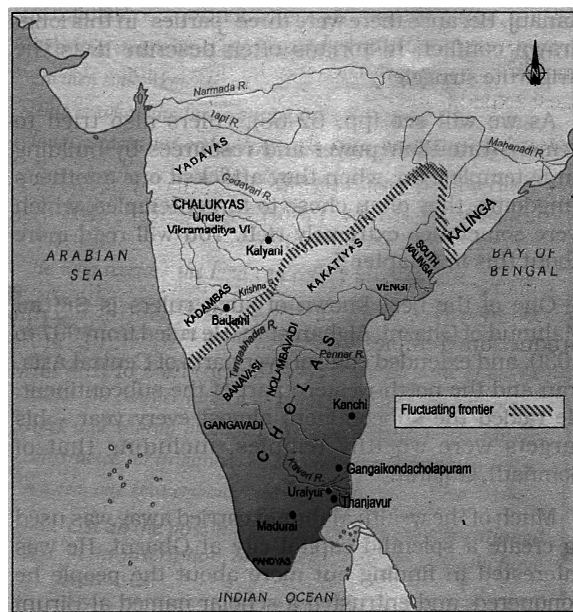 N
Narmada R.
Tapi R.
Mahanadi R.
YADAYAS
Godavari R.
CHALUKYAS
Under
Vikramaditya VI
Kalyani
KALINGA
SOUTH
KALINGA
ARABIAN
SEA
BAY OF
BENGAL
KAKATIYAS
VENGI
Krishna
KADAMBAS
Badami
Tungabhadra R.
BANAVASI
NOLAMBAVADI
Pennar R.
CHOLAS
Kanchi
Fluctuating frontier
GANGAVADI
Gangaikondacholapuram
Kaveri R.
Uraiyur
Thanjavur
Madurai
PANDYAS
INDIAN OCEAN